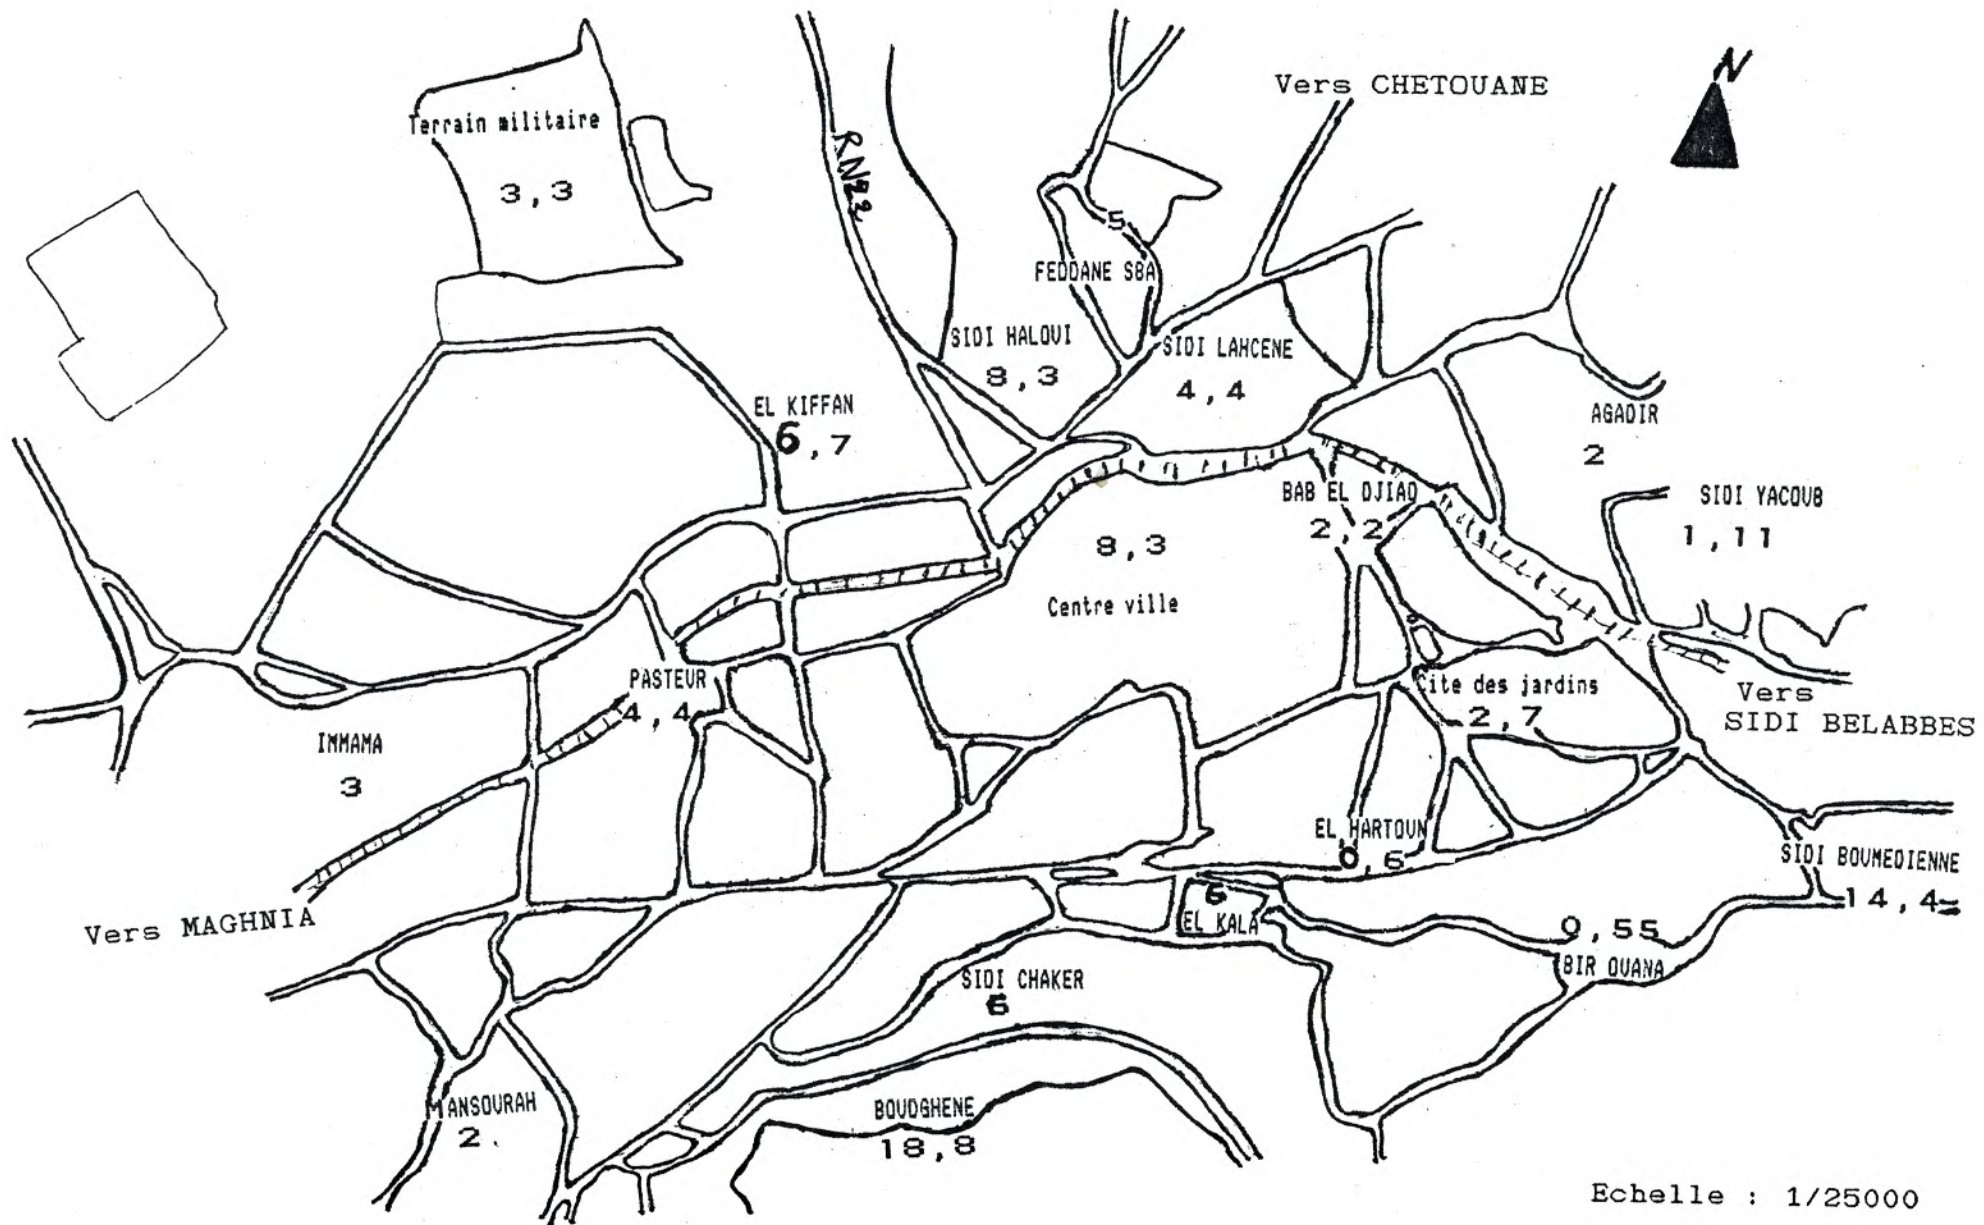 N
Vers CHETOUANE
Terrain militaire
3,3
RN22
5
FEDDANE SBA
SIDI HALOUI
8,3
SIDI LAHCENE
4,4
EL KIFFAN
6,7
AGADIR
2
BAB EL DJIAD
2,2
SIDI YACOUB
1,11
8,3
Centre ville
PASTEUR
4,4
Cite des jardins
2,7
Vers
SIDI BELABBES
IMMAMA
3
EL HARTOUN
0,6
SIDI BOUMEDIENNE
14,4
6
EL KALA
Vers MAGHNIA
0,55
BIR OUANA
SIDI CHAKER
6
MANSOURAH
2
BOUDGHENE
18,8
Echelle : 1/25000